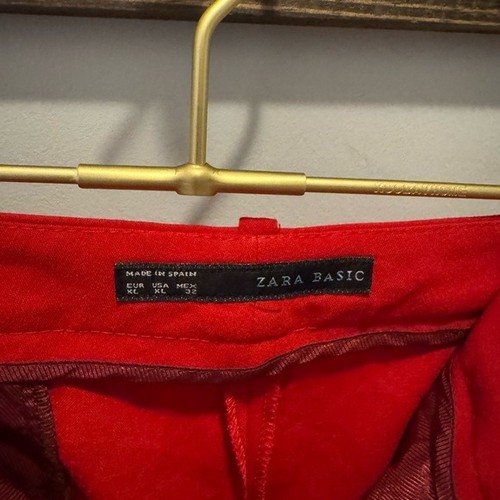 MADE IN SPAIN
EUR USA MEX
XL XL 32
ZARA BASIC